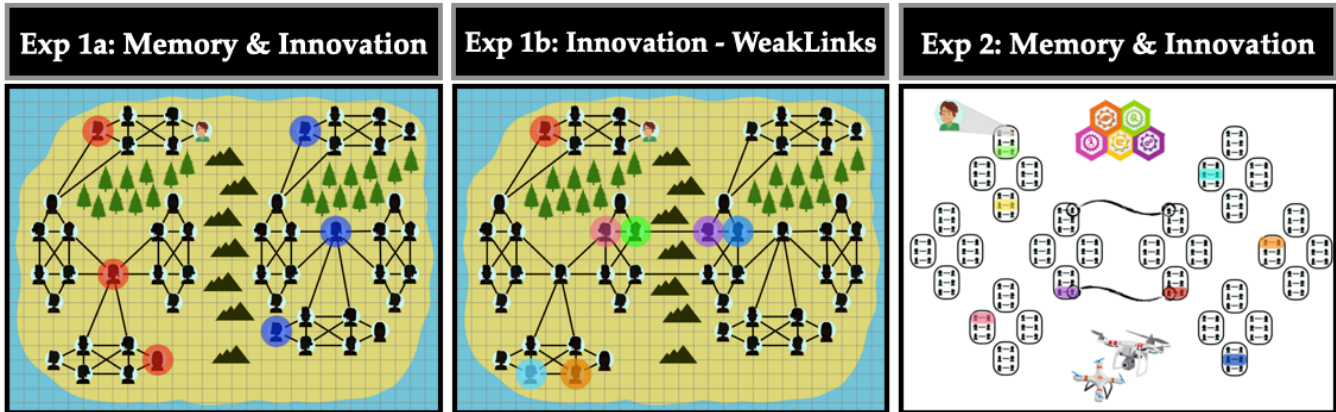 Exp 1a: Memory & Innovation
Exp 1b: Innovation - WeakLinks
Exp 2: Memory & Innovation